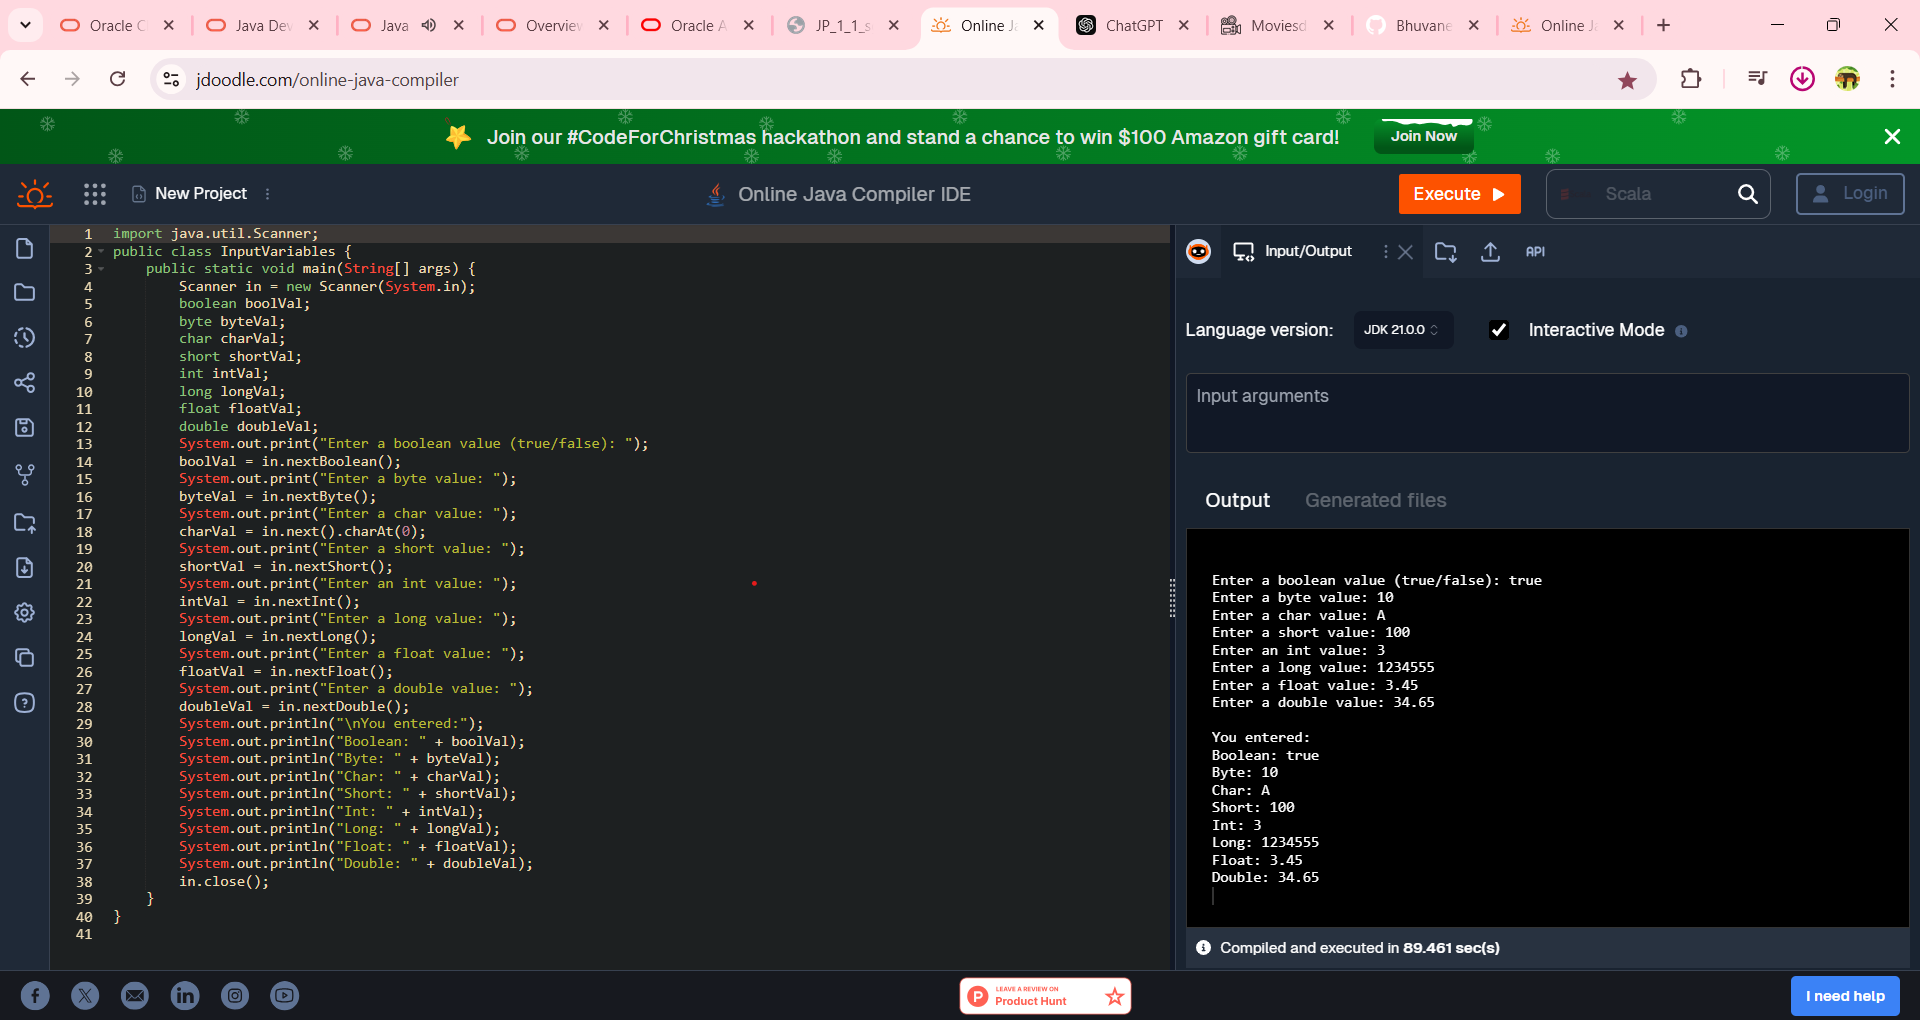 Oracle C
Java Dev
Java
Overview
Oracle A
JP_1_1_s
Online Ja
ChatGPT
Moviesd
Bhuvane
Online Ja
jdoodle.com/online-java-compiler
Join our #CodeForChristmas hackathon and stand a chance to win $100 Amazon gift card!
Join Now
New Project
Online Java Compiler IDE
Execute
Scala
Login
1 import java.util.Scanner;
2 public class InputVariables {
3 public static void main(String[] args) {
4 Scanner in = new Scanner(System.in);
5 boolean boolVal;
6 byte byteVal;
7 char charVal;
8 short shortVal;
9 int intVal;
10 long longVal;
11 float floatVal;
12 double doubleVal;
13 System.out.print("Enter a boolean value (true/false): ");
14 boolVal = in.nextBoolean();
15 System.out.print("Enter a byte value: ");
16 byteVal = in.nextByte();
17 System.out.print("Enter a char value: ");
18 charVal = in.next().charAt(0);
19 System.out.print("Enter a short value: ");
20 shortVal = in.nextShort();
21 System.out.print("Enter an int value: ");
22 intVal = in.nextInt();
23 System.out.print("Enter a long value: ");
24 longVal = in.nextLong();
25 System.out.print("Enter a float value: ");
26 floatVal = in.nextFloat();
27 System.out.print("Enter a double value: ");
28 doubleVal = in.nextDouble();
29 System.out.println("\nYou entered:");
30 System.out.println("Boolean: " + boolVal);
31 System.out.println("Byte: " + byteVal);
32 System.out.println("Char: " + charVal);
33 System.out.println("Short: " + shortVal);
34 System.out.println("Int: " + intVal);
35 System.out.println("Long: " + longVal);
36 System.out.println("Float: " + floatVal);
37 System.out.println("Double: " + doubleVal);
38 in.close();
39 }
40 }
41
Input/Output
API
Language version:
JDK 21.0.0
Interactive Mode
Input arguments
Output
Generated files
Enter a boolean value (true/false): true
Enter a byte value: 10
Enter a char value: A
Enter a short value: 100
Enter an int value: 3
Enter a long value: 1234555
Enter a float value: 3.45
Enter a double value: 34.65
You entered:
Boolean: true
Byte: 10
Char: A
Short: 100
Int: 3
Long: 1234555
Float: 3.45
Double: 34.65
Compiled and executed in 89.461 sec(s)
LEAVE A REVIEW ON
Product Hunt
I need help